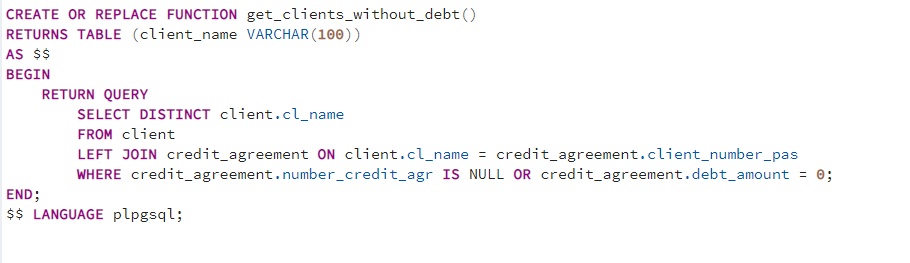 CREATE OR REPLACE FUNCTION get_clients_without_debt()
RETURNS TABLE (client_name VARCHAR(100))
AS $$
BEGIN
    RETURN QUERY
        SELECT DISTINCT client.cl_name
        FROM client
        LEFT JOIN credit_agreement ON client.cl_name = credit_agreement.client_number_pas
        WHERE credit_agreement.number_credit_agr IS NULL OR credit_agreement.debt_amount = 0;
END;
$$ LANGUAGE plpgsql;